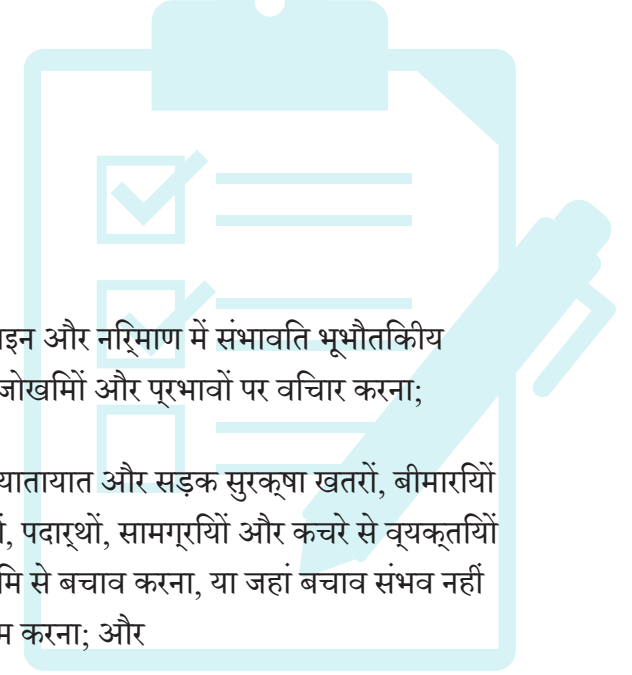 और निर्माण में संभावित भूभौतिकीय
जोखिमों और प्रभावों पर विचार करना;
यातायात और सड़क सुरक्षा खतरों, बीमारियों
पदार्थों, सामग्रियों और कचरे से व्यक्तियों
से बचाव करना, या जहां बचाव संभव नहीं
करना; और